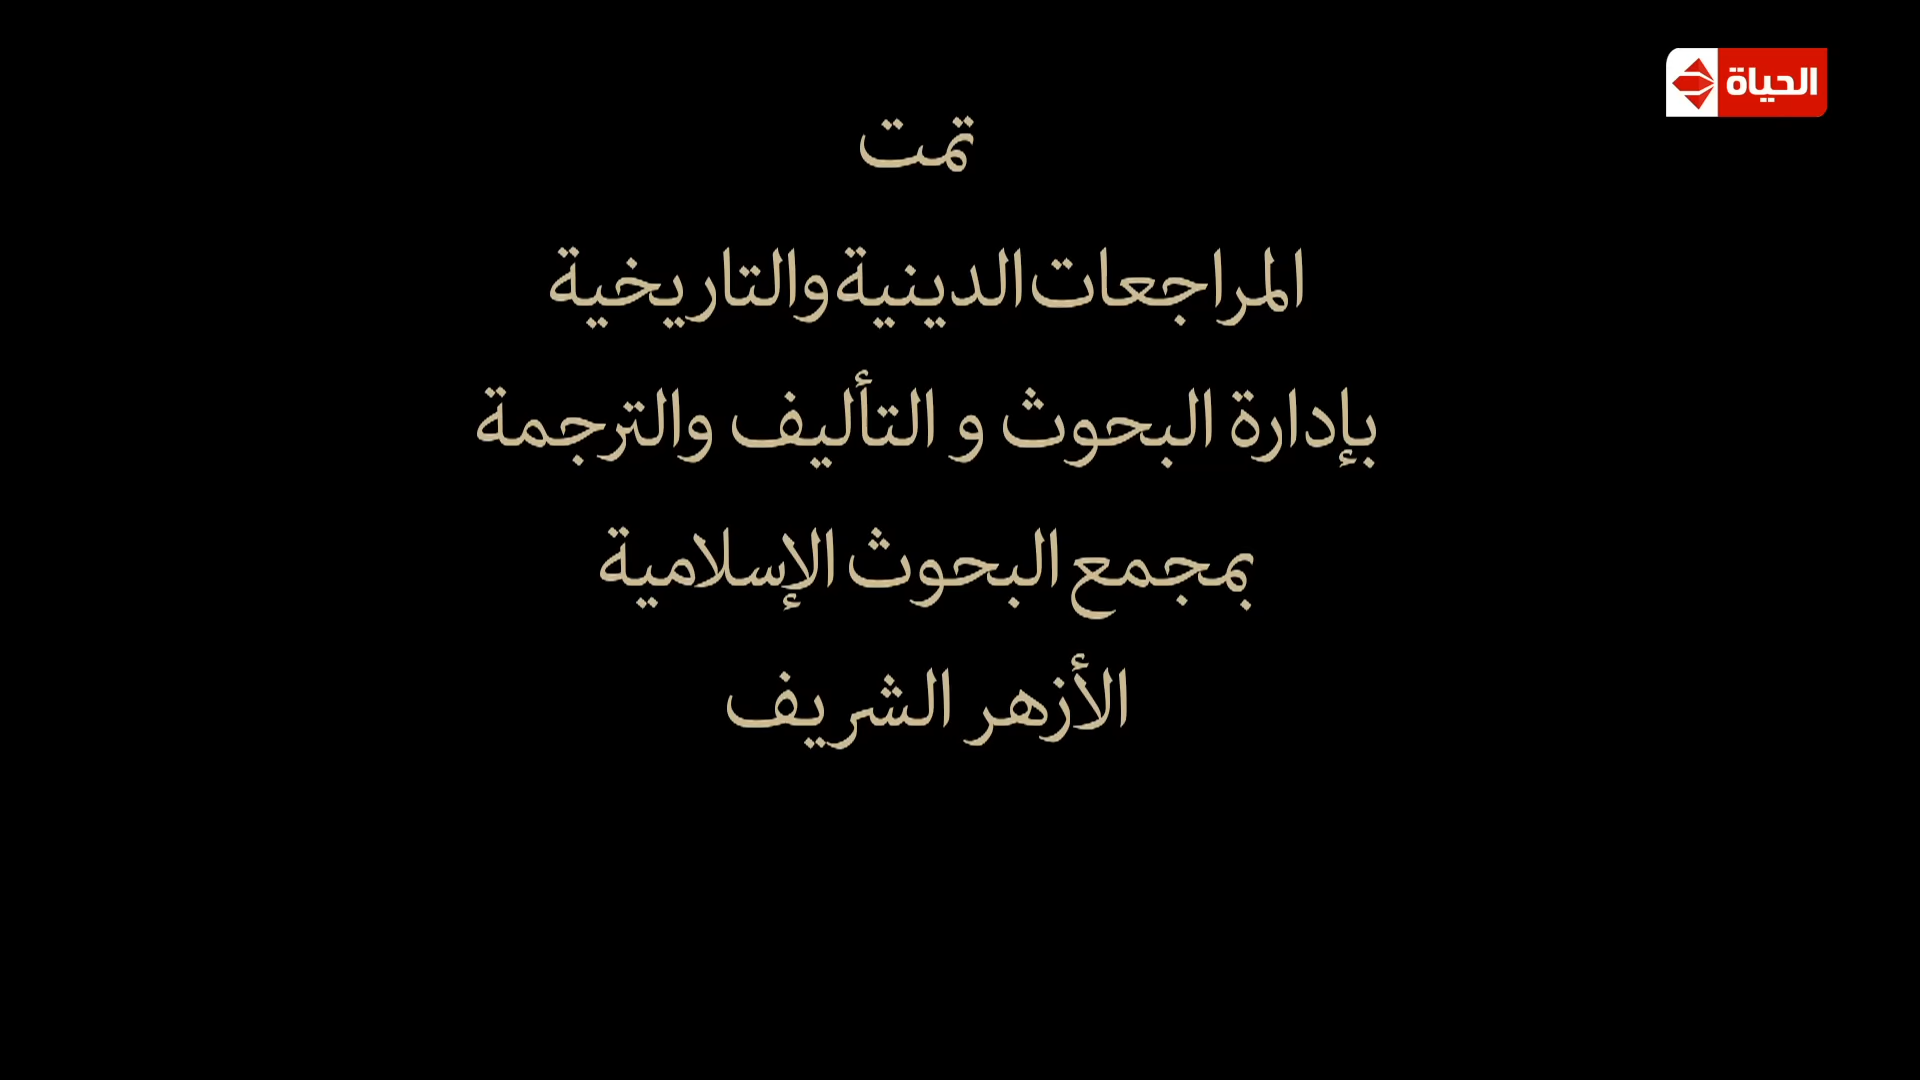 الحياة
تمت
المراجعات الدينية والتاريخية
بإدارة البحوث و التأليف والترجمة
بمجمع البحوث الإسلامية
الأزهر الشريف